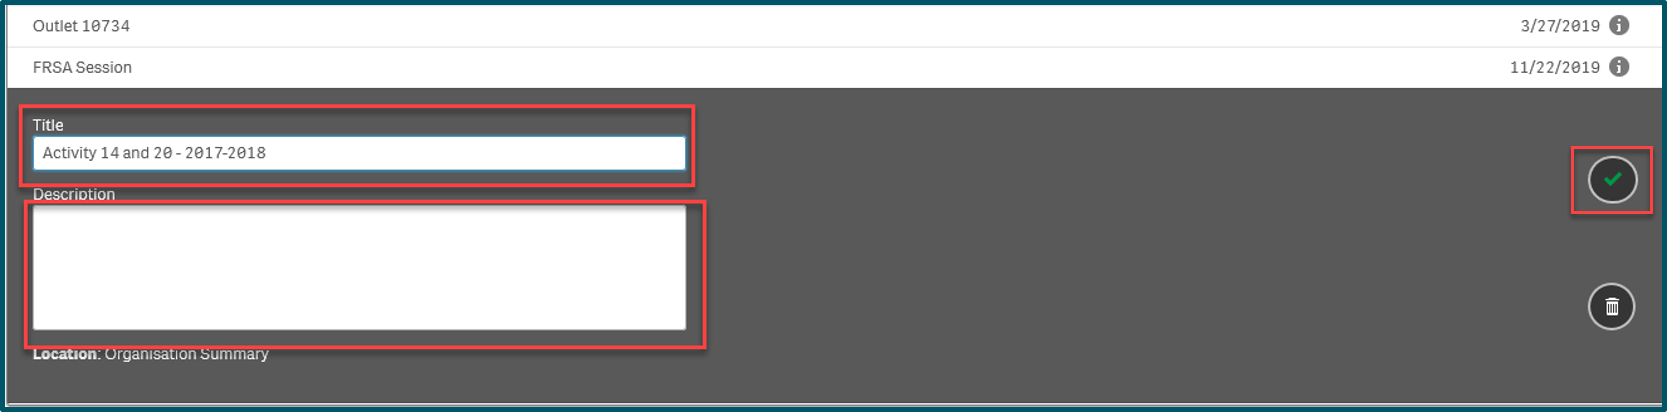 Outlet 10734
3/27/2019
FRSA Session
11/22/2019
Title
Activity 14 and 20 - 2017-2018
Description
Location: Organisation Summary